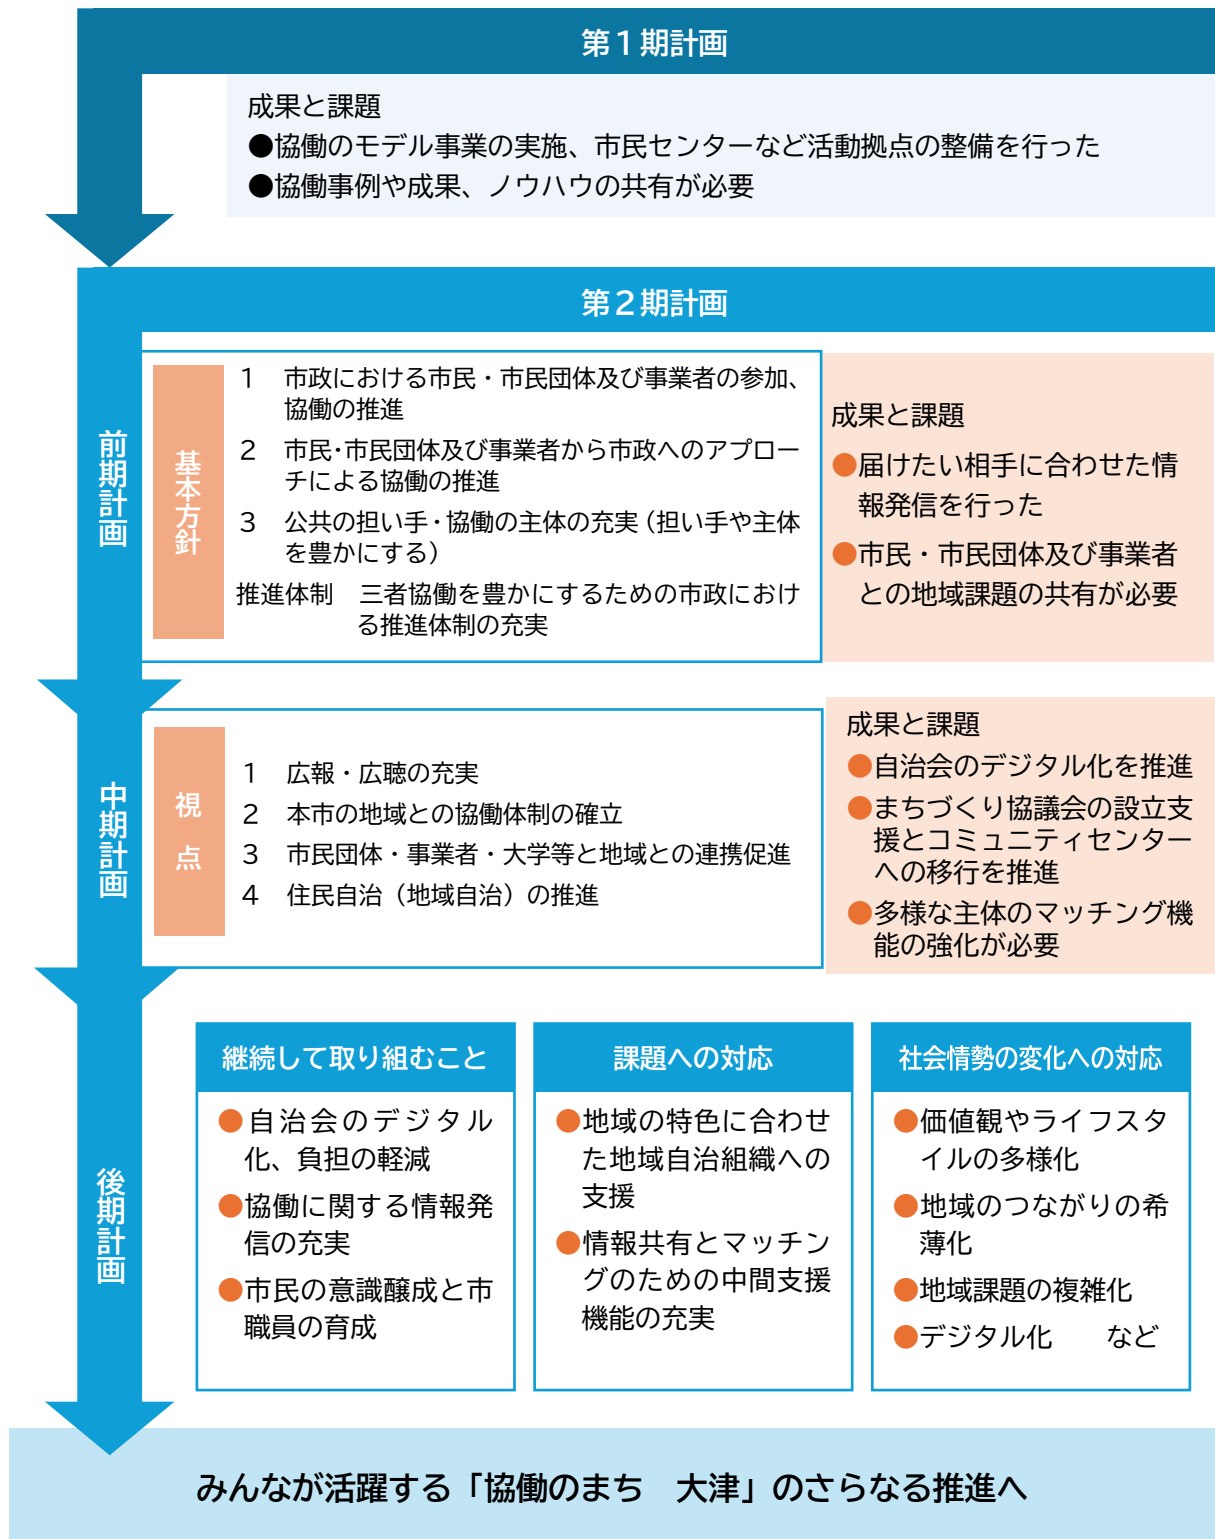 第1期計画
成果と課題
●協働のモデル事業の実施、市民センターなど活動拠点の整備を行った
●協働事例や成果、ノウハウの共有が必要
第2期計画
前期計画
基本方針
1　市政における市民・市民団体及び事業者の参加、
協働の推進
2　市民・市民団体及び事業者から市政へのアプロー
チによる協働の推進
3　公共の担い手・協働の主体の充実（担い手や主体
を豊かにする）
推進体制　三者協働を豊かにするための市政におけ
る推進体制の充実
成果と課題
●届けたい相手に合わせた情
報発信を行った
●市民・市民団体及び事業者
との地域課題の共有が必要
中期計画
視点
1　広報・広聴の充実
2　本市の地域との協働体制の確立
3　市民団体・事業者・大学等と地域との連携促進
4　住民自治（地域自治）の推進
成果と課題
●自治会のデジタル化を推進
●まちづくり協議会の設立支
援とコミュニティセンター
への移行を推進
●多様な主体のマッチング機
能の強化が必要
後期計画
継続して取り組むこと
●自治会のデジタル
化、負担の軽減
●協働に関する情報発
信の充実
●市民の意識醸成と市
職員の育成
課題への対応
●地域の特色に合わせ
た地域自治組織への
支援
●情報共有とマッチン
グのための中間支援
機能の充実
社会情勢の変化への対応
●価値観やライフスタ
イルの多様化
●地域のつながりの希
薄化
●地域課題の複雑化
●デジタル化　　など
みんなが活躍する「協働のまち　大津」のさらなる推進へ